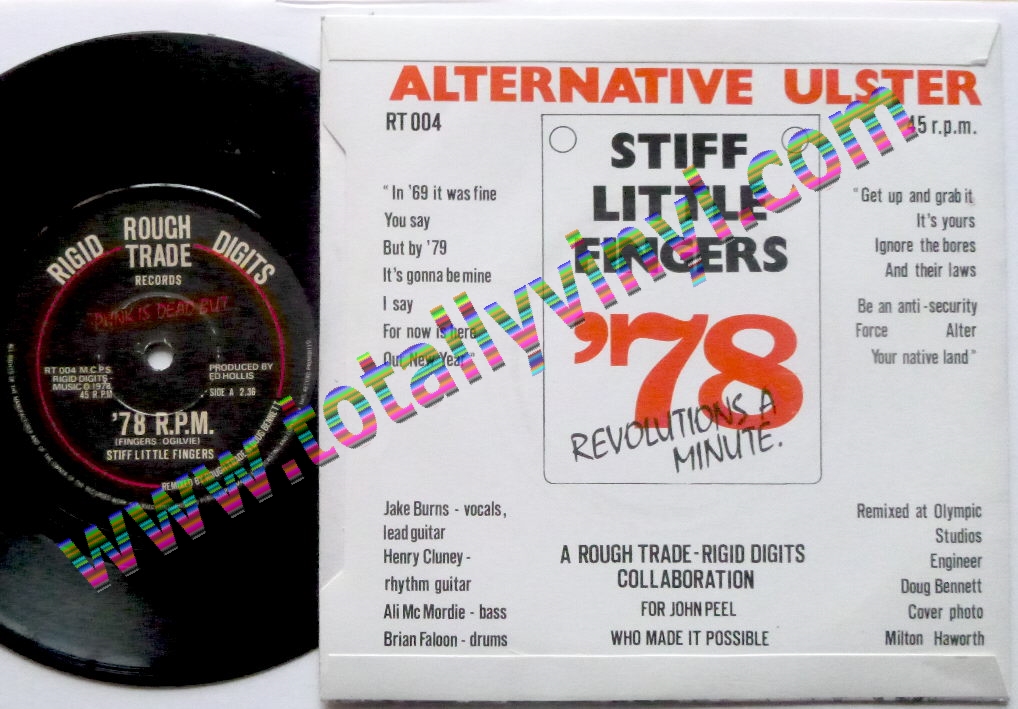 RIGID
ROUGH
TRADE
DIGITS
RECORDS
PUNK IS DEAD BUT
RT 004 M.C.P.S.
RIGID DIGITS
MUSIC © 1978
45 R.P.M
PRODUCED BY
ED HOLLIS
SIDE A 2.36
'78 R.P.M.
(FINGERS OGILVIE)
STIFF LITTLE FINGERS
ALTERNATIVE ULSTER
RT 004
45 r.p.m.
STIFF
LITTLE
FINGERS
'78
REVOLUTIONS A
MINUTE.
" In '69 it was fine
You say
But by '79
It's gonna be mine
I say
For now is here
Our New Year "
" Get up and grab it
It's yours
Ignore the bores
And their laws
Be an anti-security
Force Alter
Your native land "
Jake Burns - vocals,
lead guitar
Henry Cluney -
rhythm guitar
Ali Mc Mordie - bass
Brian Faloon - drums
A ROUGH TRADE-RIGID DIGITS
COLLABORATION
FOR JOHN PEEL
WHO MADE IT POSSIBLE
Remixed at Olympic
Studios
Engineer
Doug Bennett
Cover photo
Milton Haworth
www.totallyvinyl.com